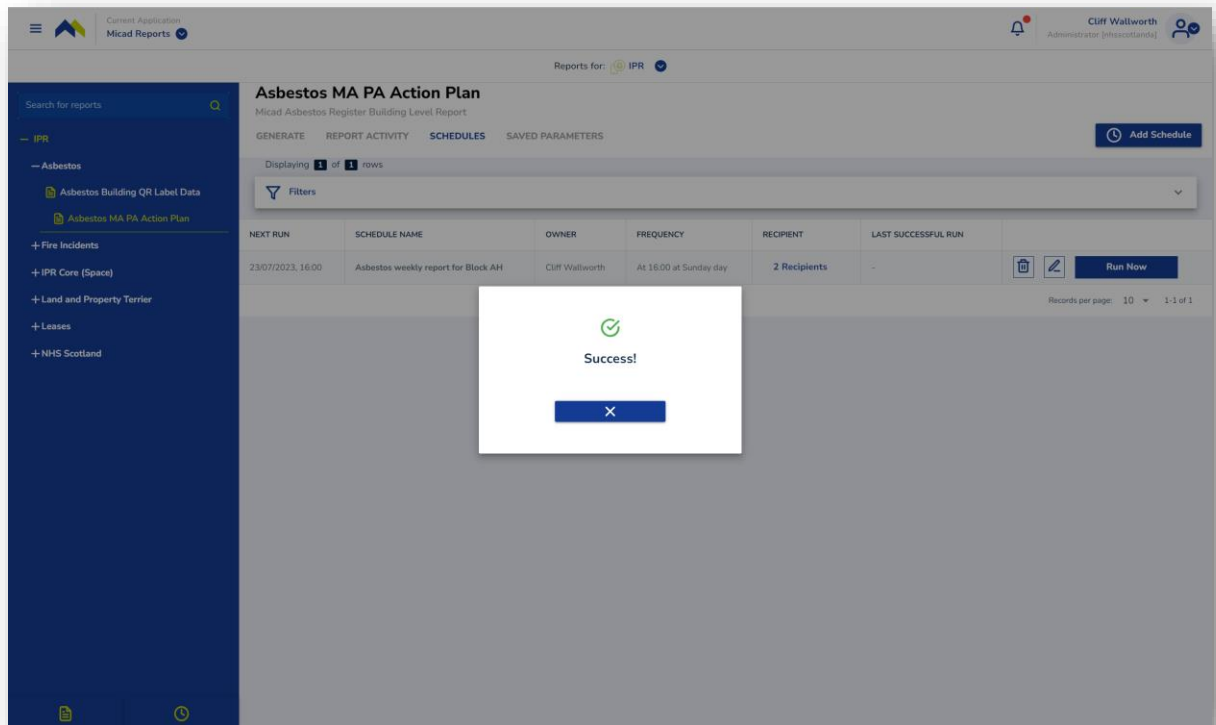 Current Application
Micad Reports
Cliff Wallworth
Administrator [nhsscotlanda]
Reports for: IPR
Search for reports
IPR
Asbestos
Asbestos Building QR Label Data
Asbestos MA PA Action Plan
Fire Incidents
IPR Core (Space)
Land and Property Terrier
Leases
NHS Scotland
Asbestos MA PA Action Plan
Micad Asbestos Register Building Level Report
GENERATE REPORT ACTIVITY SCHEDULES SAVED PARAMETERS
Add Schedule
Displaying 1 of 1 rows
Filters
NEXT RUN SCHEDULE NAME OWNER FREQUENCY RECIPIENT LAST SUCCESSFUL RUN
23/07/2023, 16:00 Asbestos weekly report for Block AH Cliff Wallworth At 16:00 at Sunday day 2 Recipients - Run Now
Records per page: 10 1-1 of 1
Success!